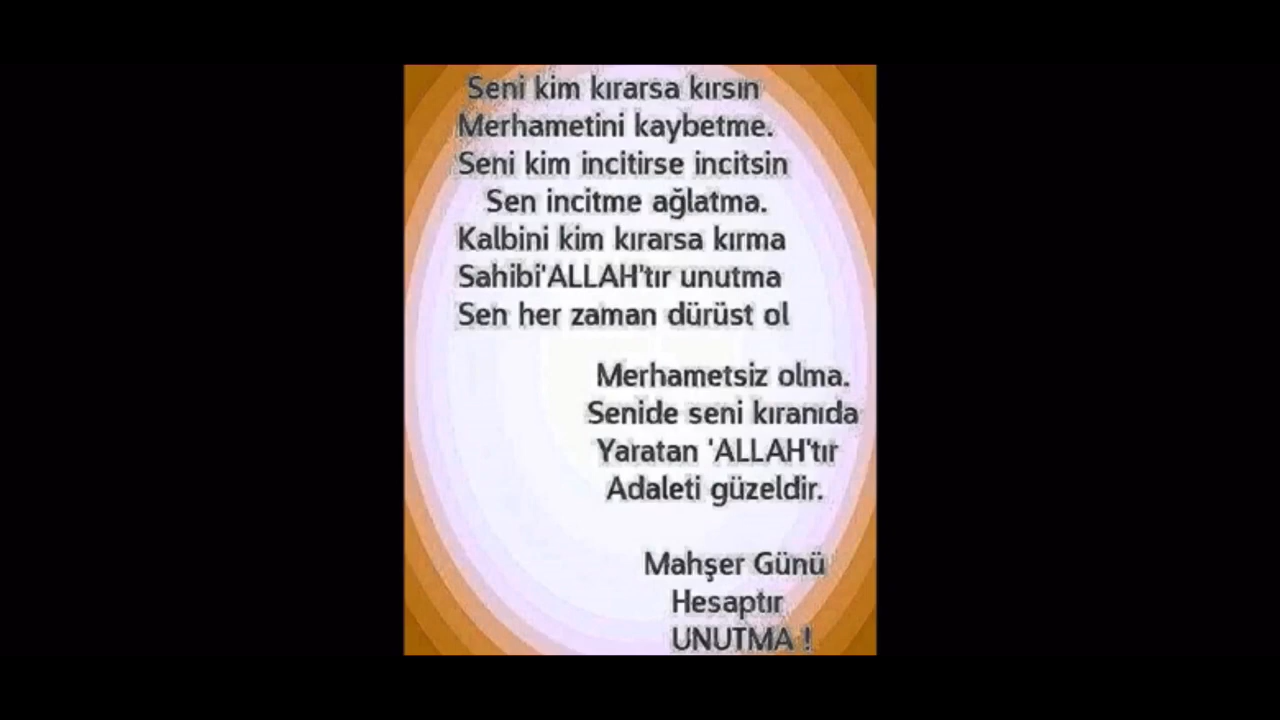 Seni kim kırarsa kırsın
Merhametini kaybetme.
Seni kim incitirse incitsin
Sen incitme ağlatma.
Kalbini kim kırarsa kırma
Sahibi'ALLAH'tır unutma
Sen her zaman dürüst ol
Merhametsiz olma.
Senide seni kıranıda
Yaratan 'ALLAH'tır
Adaleti güzeldir.
Mahşer Günü
Hesaptır
UNUTMA !